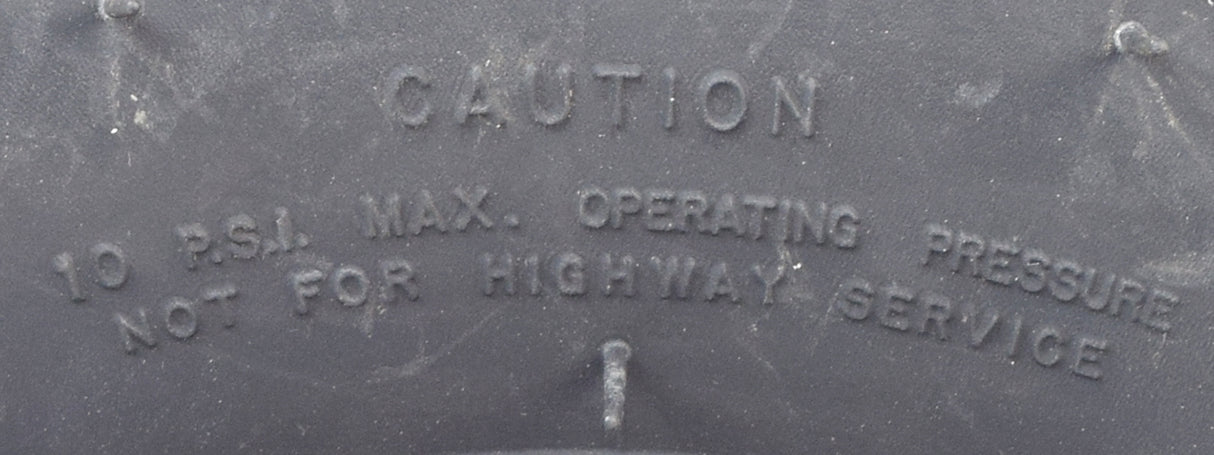 CAUTION
10 P.S.I. MAX. OPERATING PRESSURE
NOT FOR HIGHWAY SERVICE